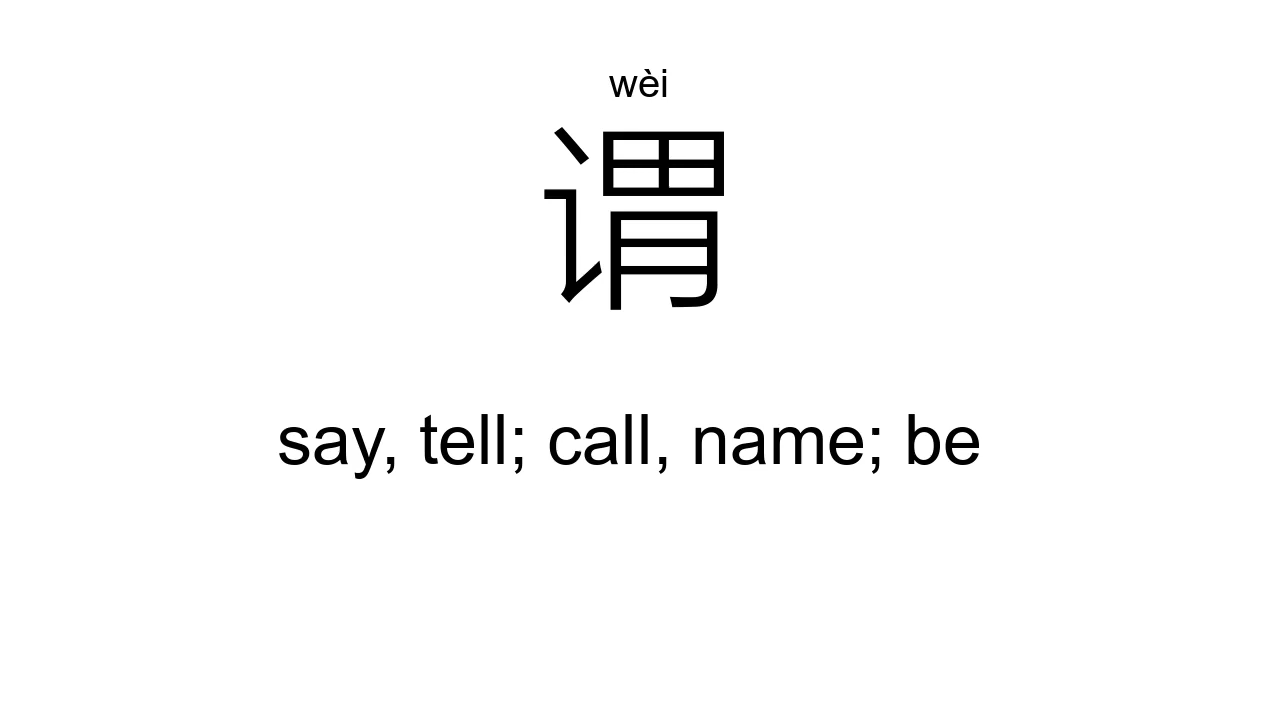 wèi
谓
say, tell; call, name; be